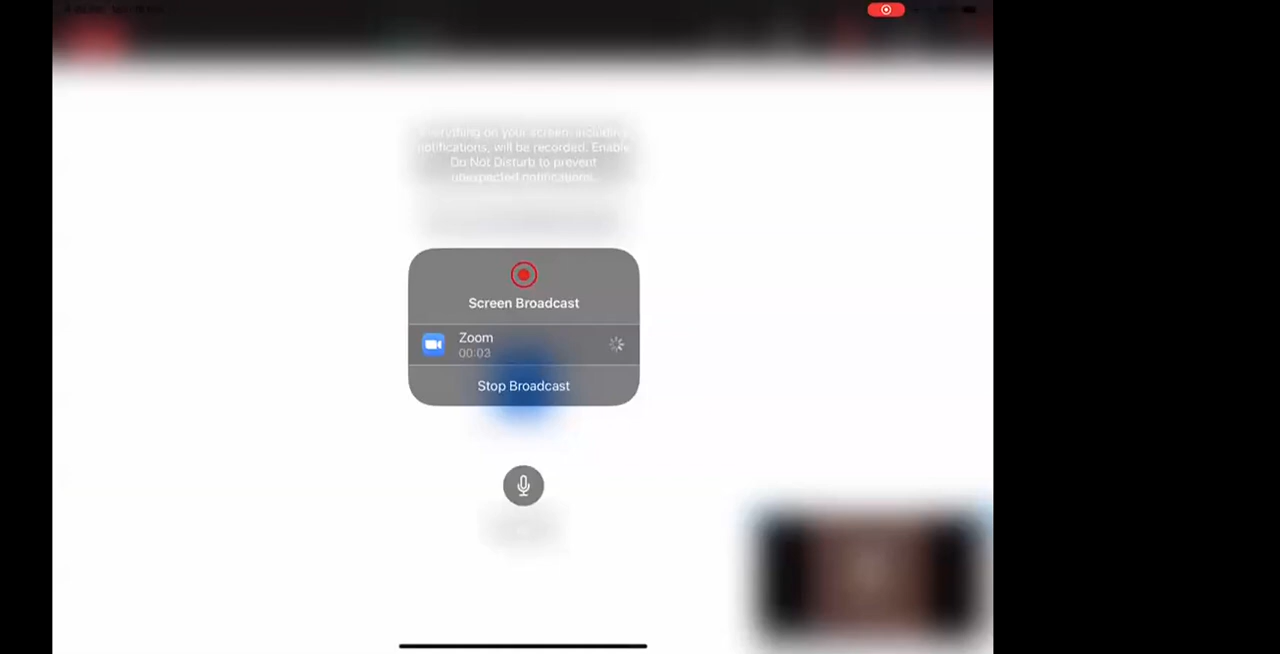 everything on your screen, including
notifications, will be recorded. Enable
Do Not Disturb to prevent
unexpected notifications.
Screen Broadcast
Zoom
00:03
Stop Broadcast